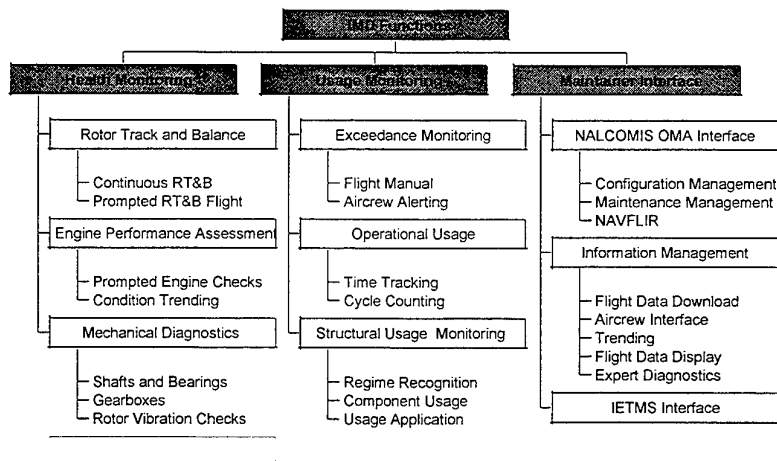 IMD Functions
Health Monitoring
Rotor Track and Balance
Continuous RT&B
Prompted RT&B Flight
Engine Performance Assessment
Prompted Engine Checks
Condition Trending
Mechanical Diagnostics
Shafts and Bearings
Gearboxes
Rotor Vibration Checks
Usage Monitoring
Exceedance Monitoring
Flight Manual
Aircrew Alerting
Operational Usage
Time Tracking
Cycle Counting
Structural Usage Monitoring
Regime Recognition
Component Usage
Usage Application
Maintainer Interface
NALCOMIS OMA Interface
Configuration Management
Maintenance Management
NAVFLIR
Information Management
Flight Data Download
Aircrew Interface
Trending
Flight Data Display
Expert Diagnostics
IETMS Interface